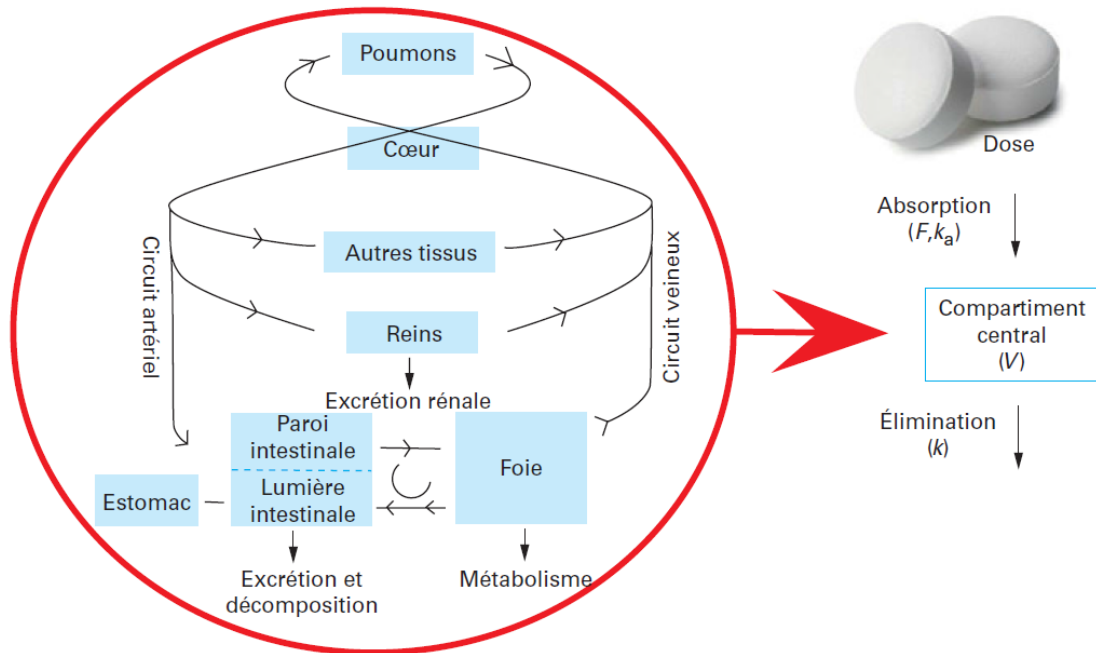 Poumons
Cœur
Autres tissus
Circuit artériel
Circuit veineux
Reins
Excrétion rénale
Paroi
intestinale
Lumière
intestinale
Estomac
Foie
Excrétion et
décomposition
Métabolisme
Dose
Absorption
(F,ka)
Compartiment
central
(V)
Élimination
(k)